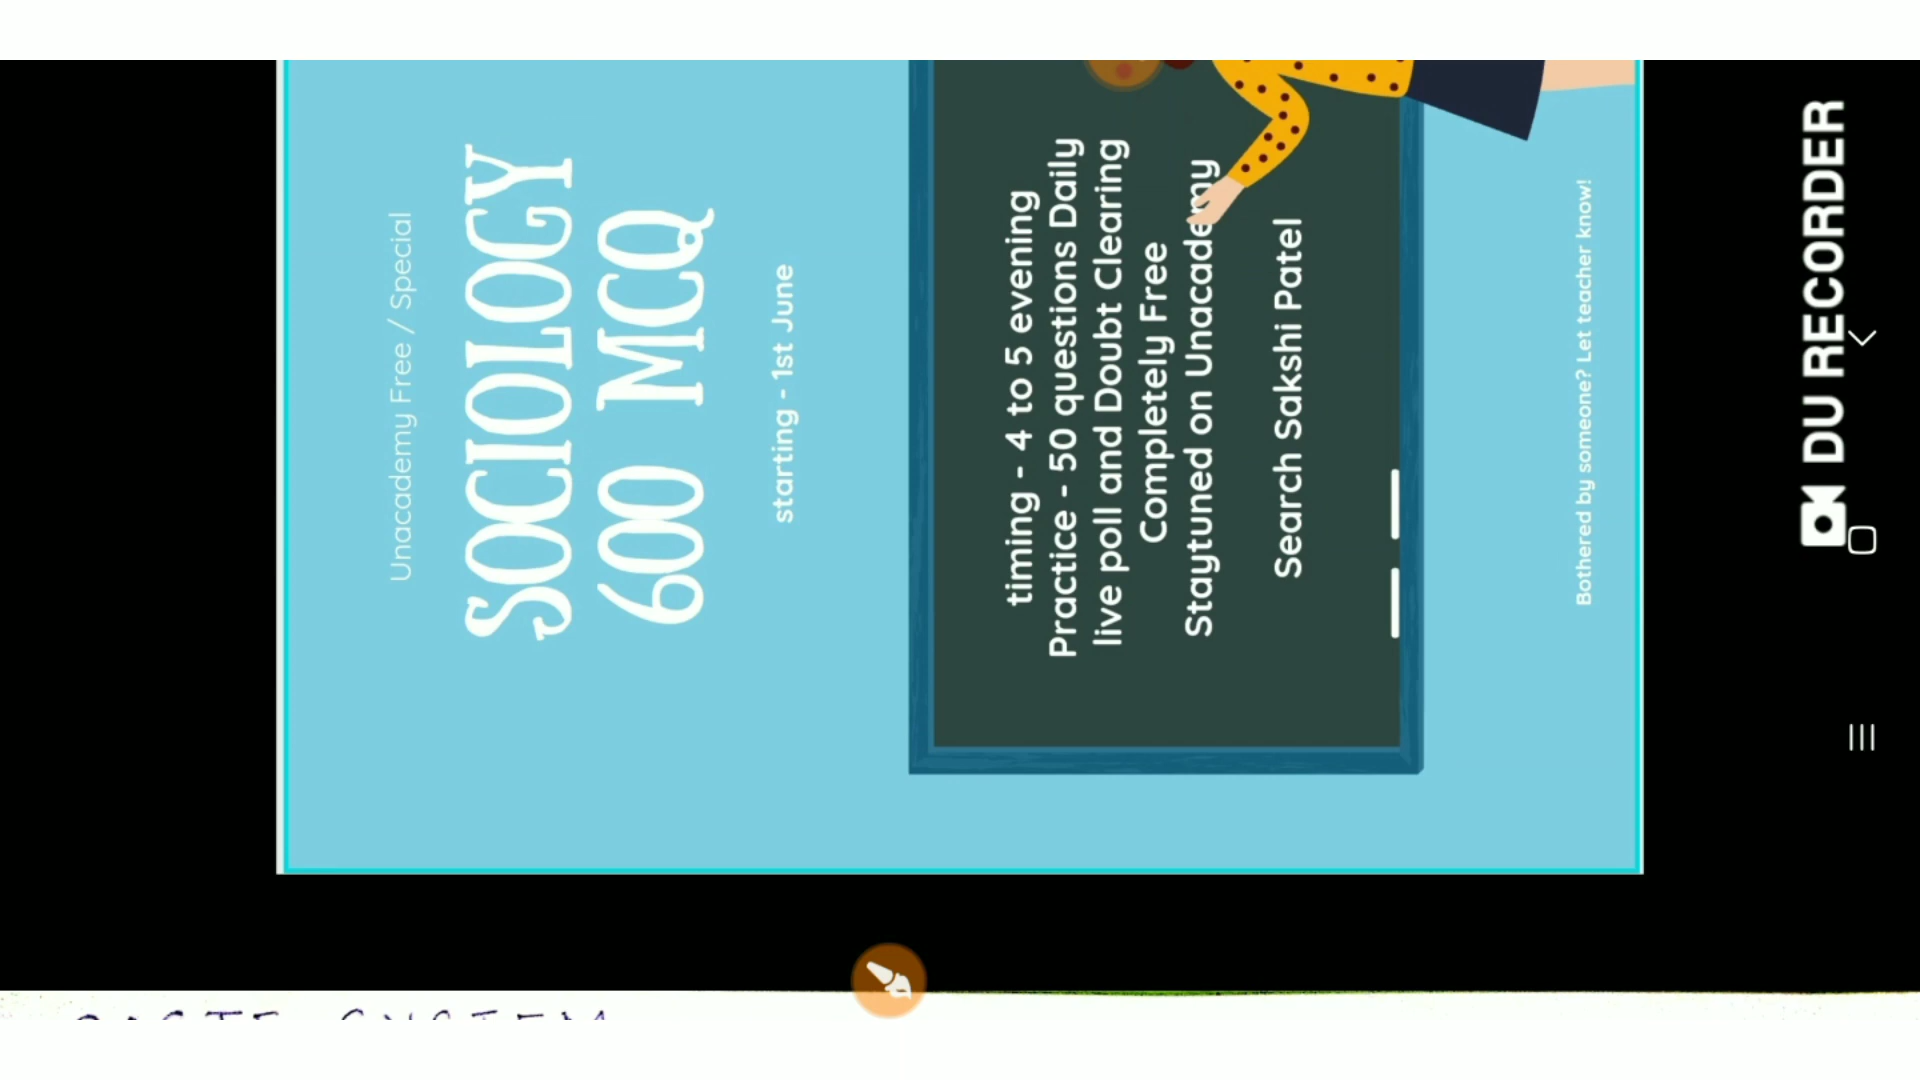 Unacademy Free / Special
SOCIOLOGY
600 MCQ
starting - 1st June
timing - 4 to 5 evening
Practice - 50 questions Daily
live poll and Doubt Clearing
Completely Free
Staytuned on Unacademy
Search Sakshi Patel
Bothered by someone? Let teacher know!
DU RECORDER